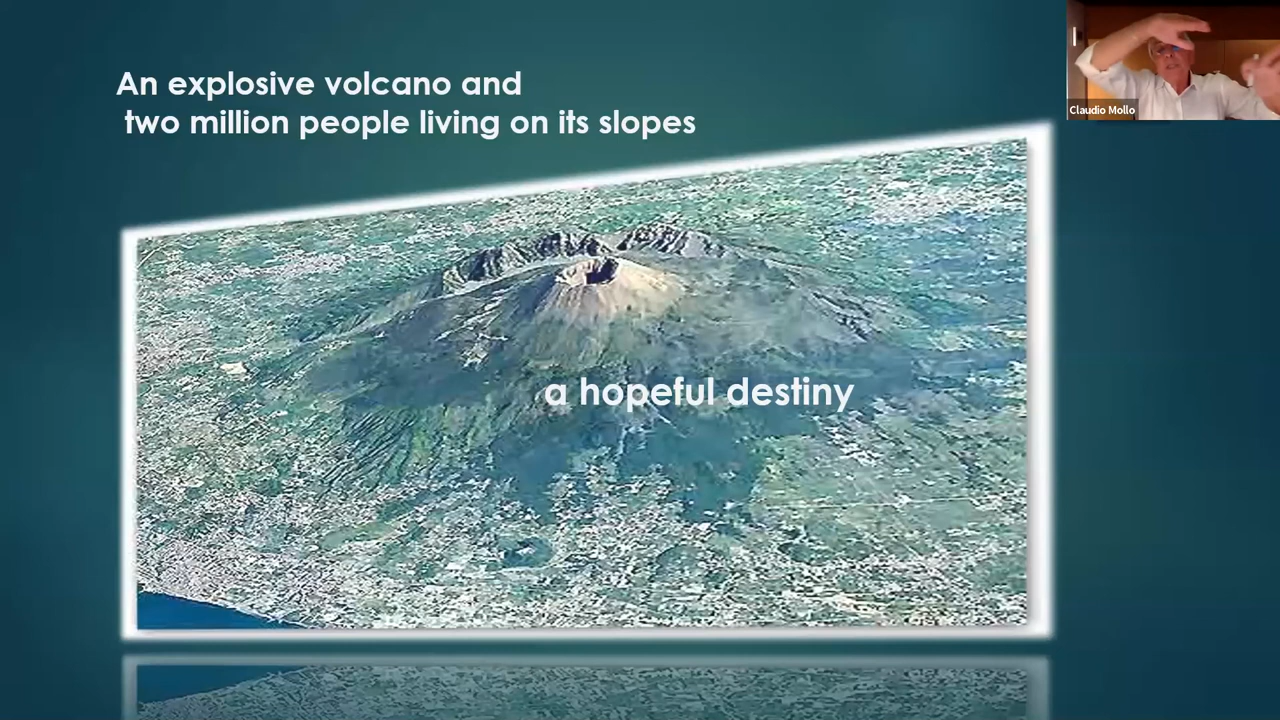 An explosive volcano and
two million people living on its slopes
Claudio Mollo
a hopeful destiny